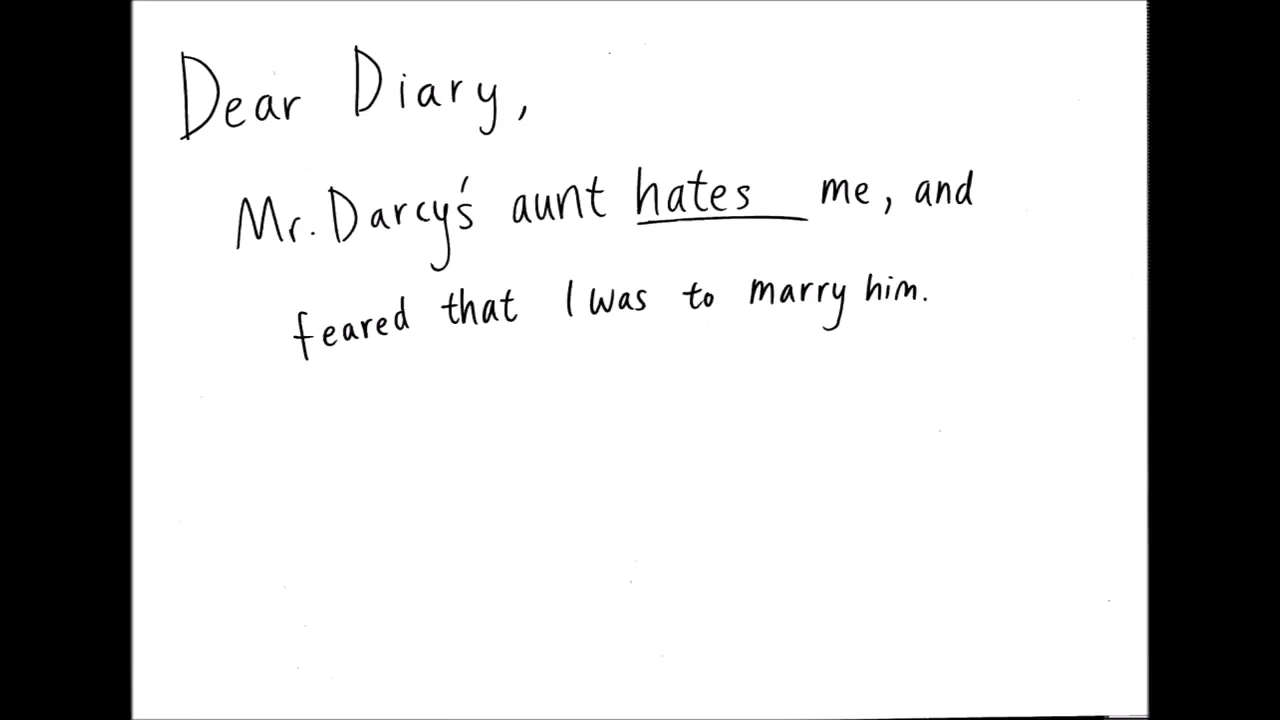 Dear Diary,
Mr. Darcy's aunt hates me, and
feared that I was to marry him.